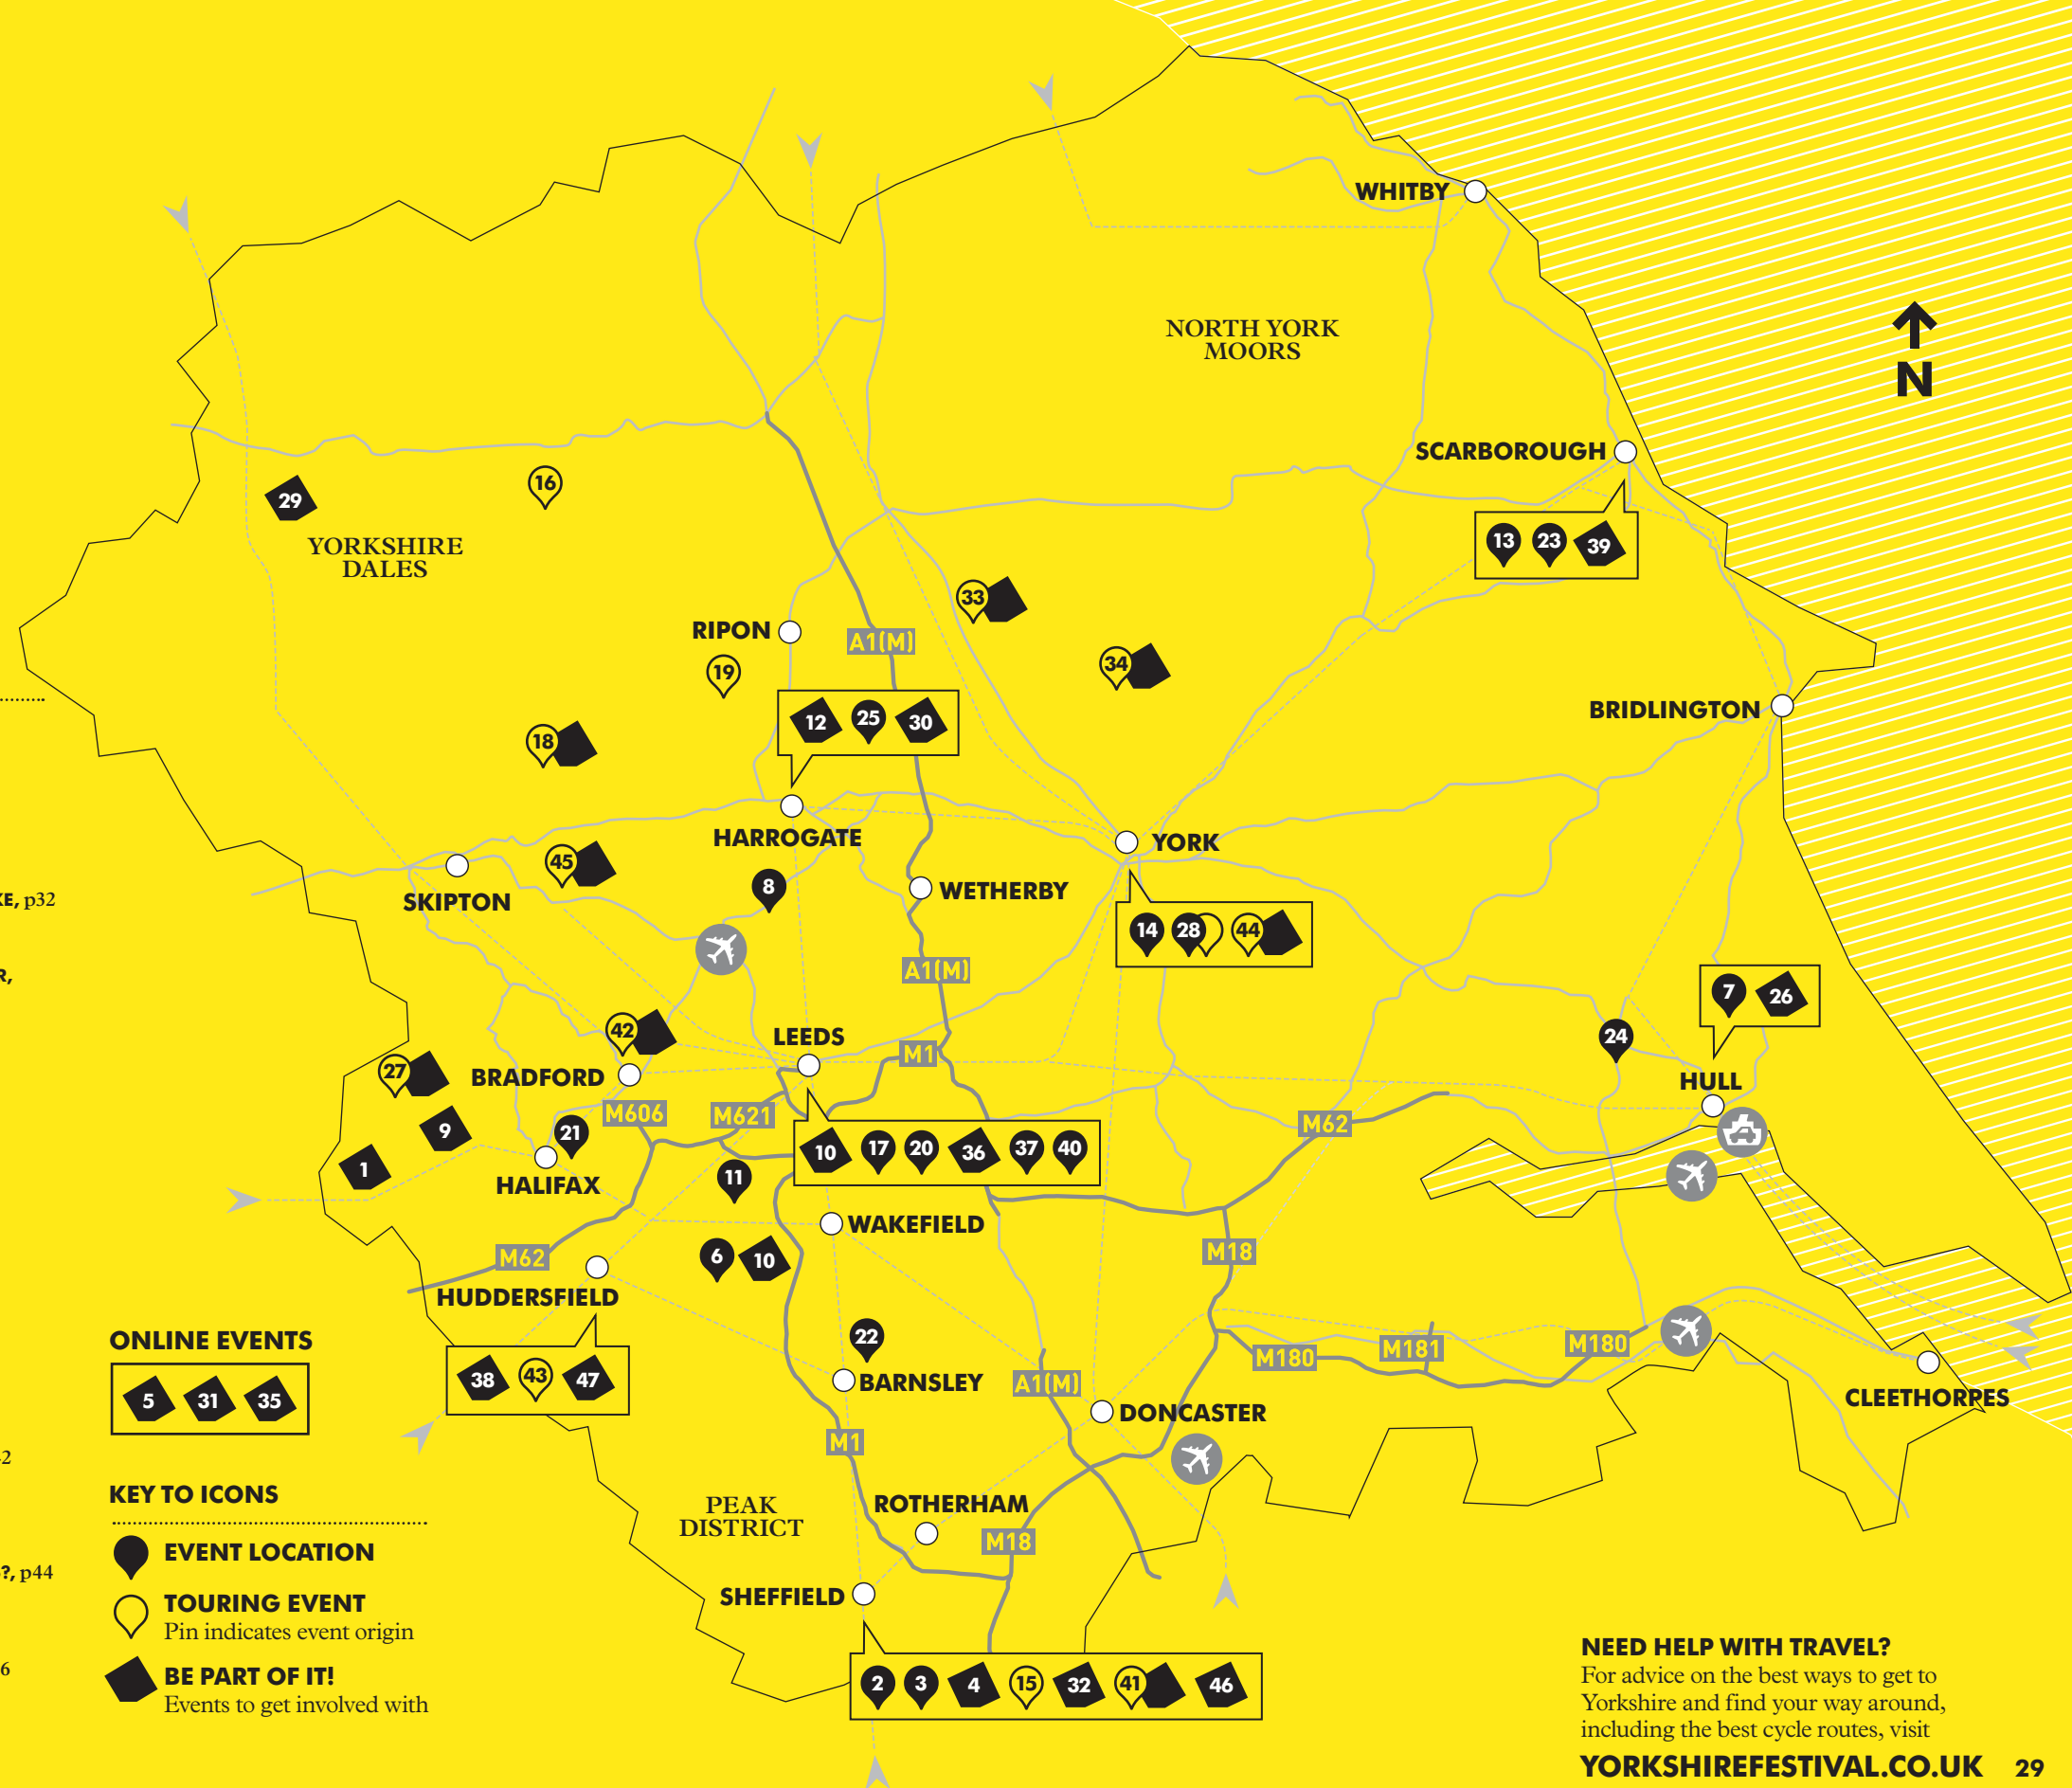 WHITBY
NORTH YORK
MOORS
N
SCARBOROUGH
29
16
YORKSHIRE
DALES
13 23 39
33
RIPON
A1(M)
19
34
12 25 30
BRIDLINGTON
18
HARROGATE
YORK
45
SKIPTON
8
WETHERBY
KE, p32
14 28 44
A1(M)
R,
7 26
42
LEEDS
24
M1
27
BRADFORD
HULL
M606
M621
M62
9
21
10 17 20 36 37 40
1
HALIFAX
11
WAKEFIELD
M62
6 10
M18
HUDDERSFIELD
ONLINE EVENTS
5 31 35
22
38 43 47
BARNSLEY
A1(M)
M180
M181
M180
CLEETHORPES
DONCASTER
M1
2
KEY TO ICONS
PEAK
DISTRICT
ROTHERHAM
M18
EVENT LOCATION
?, p44
TOURING EVENT
Pin indicates event origin
SHEFFIELD
6
BE PART OF IT!
Events to get involved with
2 3 4 15 32 41 46
NEED HELP WITH TRAVEL?
For advice on the best ways to get to
Yorkshire and find your way around,
including the best cycle routes, visit
YORKSHIREFESTIVAL.CO.UK 29